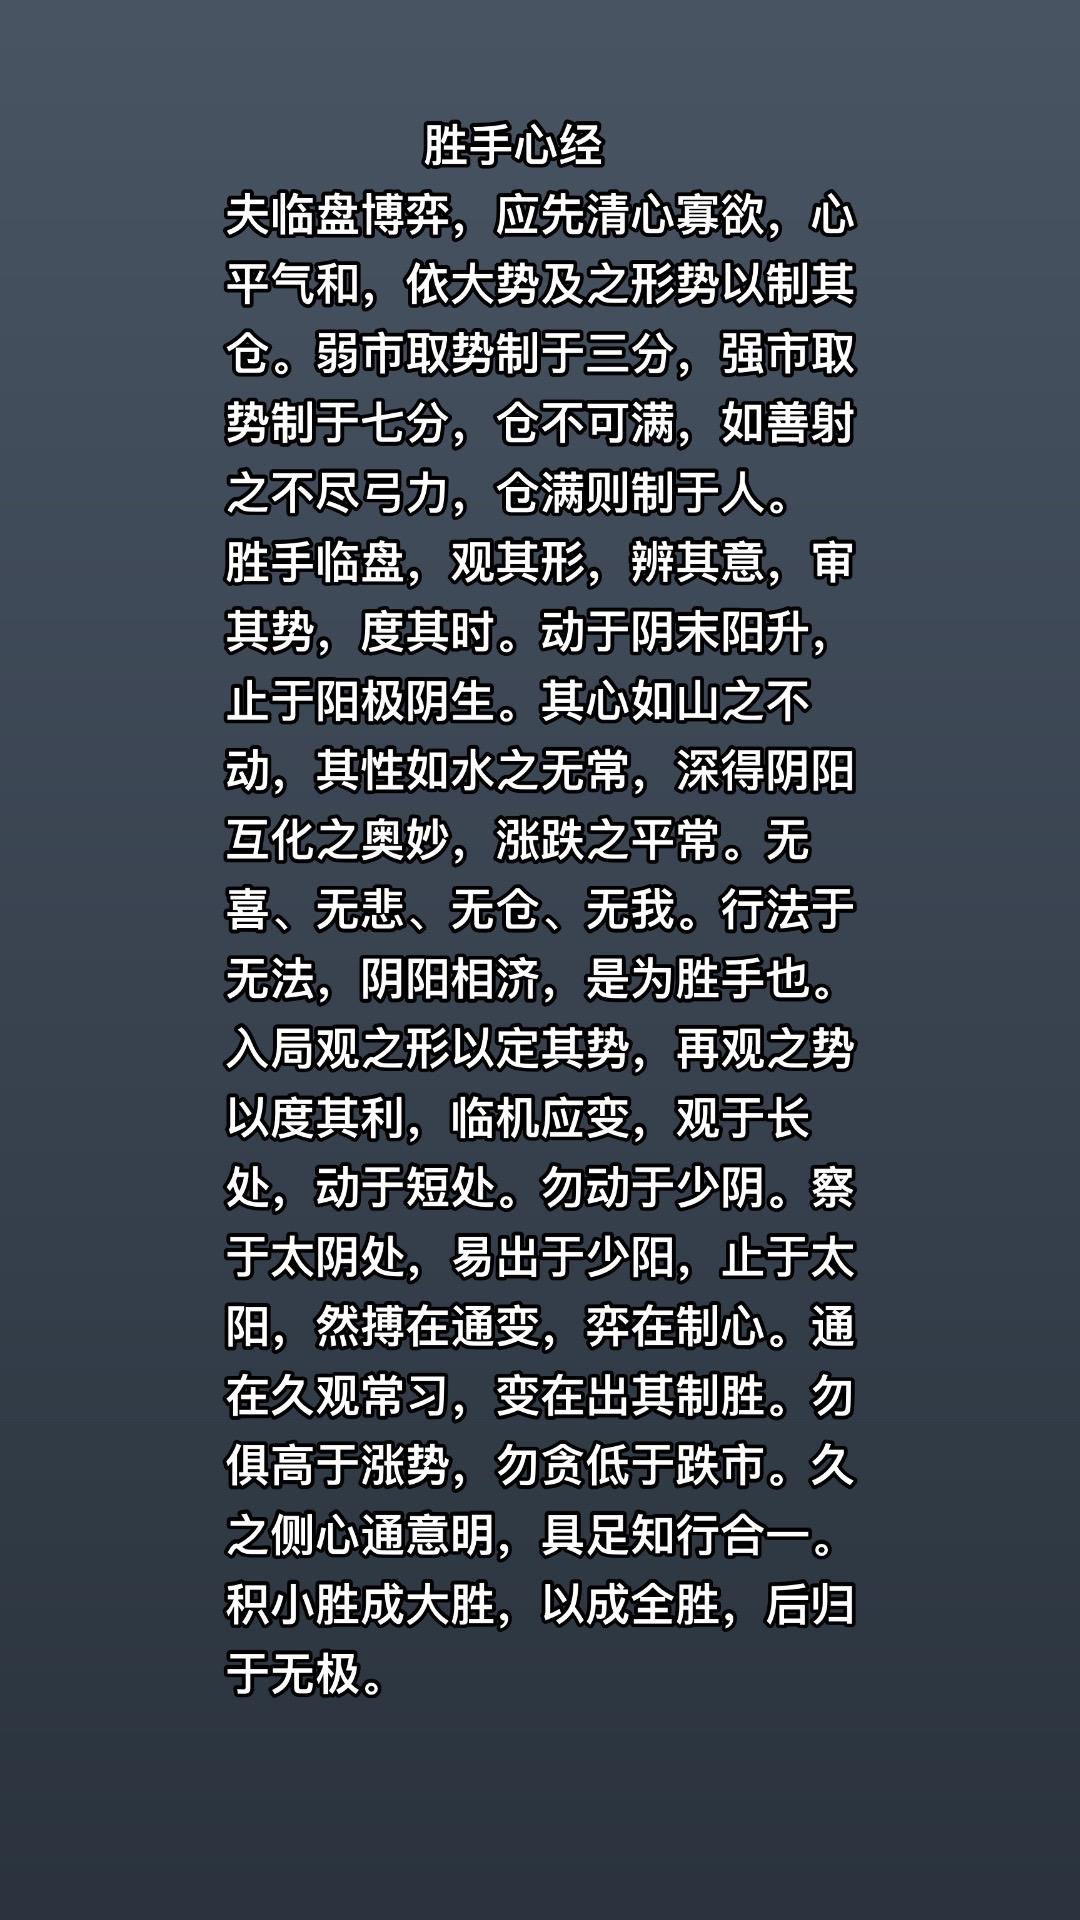 胜手心经
夫临盘博弈，应先清心寡欲，心
平气和，依大势及之形势以制其
仓。弱市取势制于三分，强市取
势制于七分，仓不可满，如善射
之不尽弓力，仓满则制于人。
胜手临盘，观其形，辨其意，审
其势，度其时。动于阴末阳升，
止于阳极阴生。其心如山之不
动，其性如水之无常，深得阴阳
互化之奥妙，涨跌之平常。无
喜、无悲、无仓、无我。行法于
无法，阴阳相济，是为胜手也。
入局观之形以定其势，再观之势
以度其利，临机应变，观于长
处，动于短处。勿动于少阴。察
于太阴处，易出于少阳，止于太
阳，然搏在通变，弈在制心。通
在久观常习，变在出其制胜。勿
俱高于涨势，勿贪低于跌市。久
之侧心通意明，具足知行合一。
积小胜成大胜，以成全胜，后归
于无极。